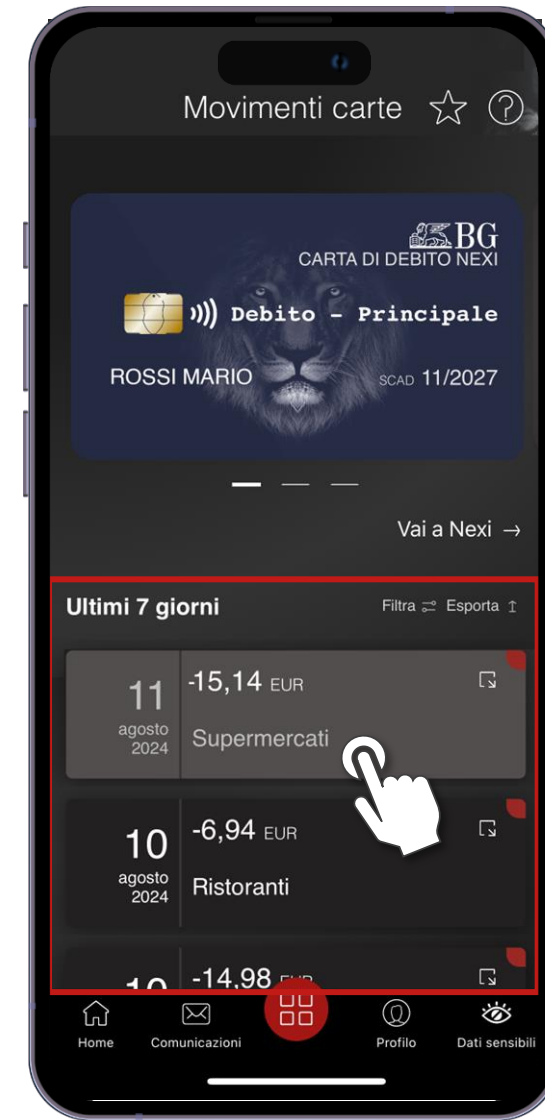 Movimenti carte
BG
CARTA DI DEBITO NEXI
Debito - Principale
ROSSI MARIO
SCAD 11/2027
Vai a Nexi →
Ultimi 7 giorni
Filtra
Esporta
11
agosto
2024
-15,14 EUR
Supermercati
10
agosto
2024
-6,94 EUR
Ristoranti
10
-14,98 EUR
Home
Comunicazioni
Profilo
Dati sensibili